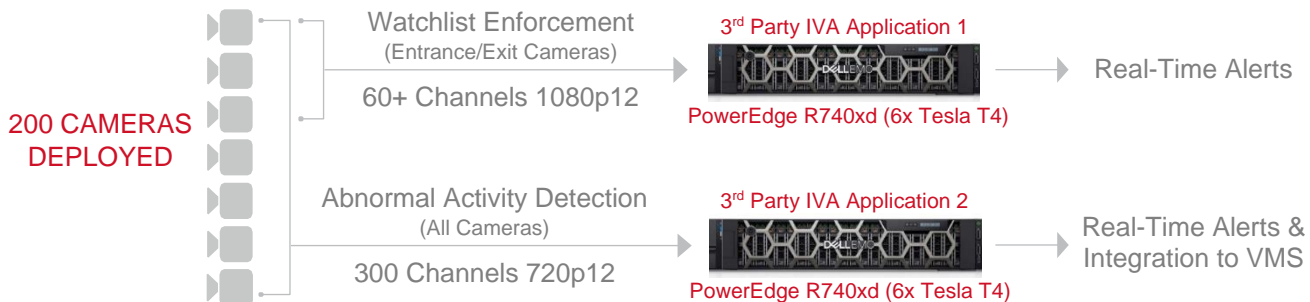 200 CAMERAS
DEPLOYED
Watchlist Enforcement
(Entrance/Exit Cameras)
60+ Channels 1080p12
3rd Party IVA Application 1
DELLEMC
PowerEdge R740xd (6x Tesla T4)
Real-Time Alerts
Abnormal Activity Detection
(All Cameras)
300 Channels 720p12
3rd Party IVA Application 2
DELLEMC
PowerEdge R740xd (6x Tesla T4)
Real-Time Alerts &
Integration to VMS